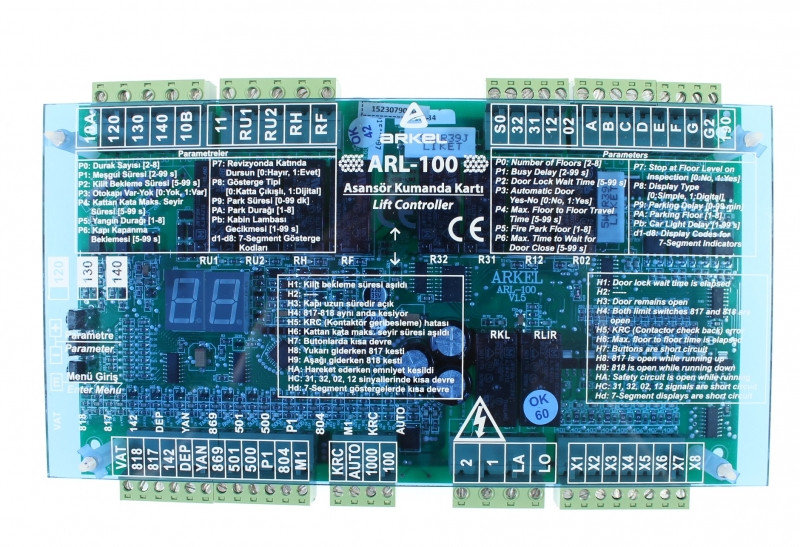 10A 120 130 140 10B
11 RU1 RU2 RH RF
15230790
S0 32 31 12 02
A B C D E F G G2
OK
42
ARKEL
ARL-100
Asansör Kumanda Kartı
Lift Controller
Parametreler
P0: Durak Sayısı [2-8]
P1: Meşgul Süresi [2-99 s]
P2: Kilit Bekleme Süresi [5-99 s]
P3: Otokapı Var-Yok [0:Yok, 1:Var]
P4: Kattan Kata Maks. Seyir
Süresi [5-99 s]
P5: Yangın Durağı [1-8]
P6: Kapı Kapanma
Beklemesi [5-99 s]
P7: Revizyonda Katında
Dursun [0:Hayır, 1:Evet]
P8: Gösterge Tipi
[0:Katta Çıkışlı, 1:Dijital]
P9: Park Süresi [0-99 dk]
PA: Park Durağı [1-8]
Pb: Kabin Lambası
Gecikmesi [1-99 s]
d1-d8: 7-Segment Gösterge
Kodları
Parameters
P0: Number of Floors [2-8]
P1: Busy Delay [2-99 s]
P2: Door Lock Wait Time [5-99 s]
P3: Automatic Door
Yes-No [0:No, 1:Yes]
P4: Max. Floor to Floor Travel
Time [5-99 s]
P5: Fire Park Floor [1-8]
P6: Max. Time to Wait for
Door Close [5-99 s]
P7: Stop at Floor Level on
Inspection [0:No, 1:Yes]
P8: Display Type
[0:Simple, 1:Digital]
P9: Parking Delay [0-99 min]
PA: Parking Floor [1-8]
Pb: Car Light Delay [1-99 s]
d1-d8: Display Codes for
7-Segment Indicators
CE
RU1 RU2 RH RF R32 R31 R12 R02
120 130 140
88
H1: Kilit bekleme süresi aşıldı
H2:
H3: Kapı uzun süredir açık
H4: 817-818 aynı anda kesiyor
H5: KRC (Kontaktör geribesleme) hatası
H6: Kattan kata maks. seyir süresi aşıldı
H7: Butonlarda kısa devre
H8: Yukarı giderken 817 kesti
H9: Aşağı giderken 818 kesti
HA: Hareket ederken emniyet kesildi
HC: 31, 32, 02, 12 sinyallerinde kısa devre
Hd: 7-Segment göstergelerde kısa devre
ARKEL
ARL-100
V1.5
RKL RLIR
H1: Door lock wait time is elapsed
H2:
H3: Door remains open
H4: Both limit switches 817 and 818 are
open
H5: KRC (Contactor check back) error
H6: Max. floor to floor time is elapsed
H7: Buttons are short circuit
H8: 817 is open while running up
H9: 818 is open while running down
HA: Safety circuit is open while running
HC: 31, 32, 02, 12 signals are short circuit
Hd: 7-Segment displays are short circuit
+
Parametre
Parameter
−
Menü Giriş
Enter Menu
m
OK
60
VAT 818 817 142 DEP YAN 869 501 500 P1 804 M1 KRC AUTO
VAT 818 817 142 DEP YAN 869 501 500 P1 804 M1
KRC AUTO 1000 100
2 1 LA LO
X1 X2 X3 X4 X5 X6 X7 X8